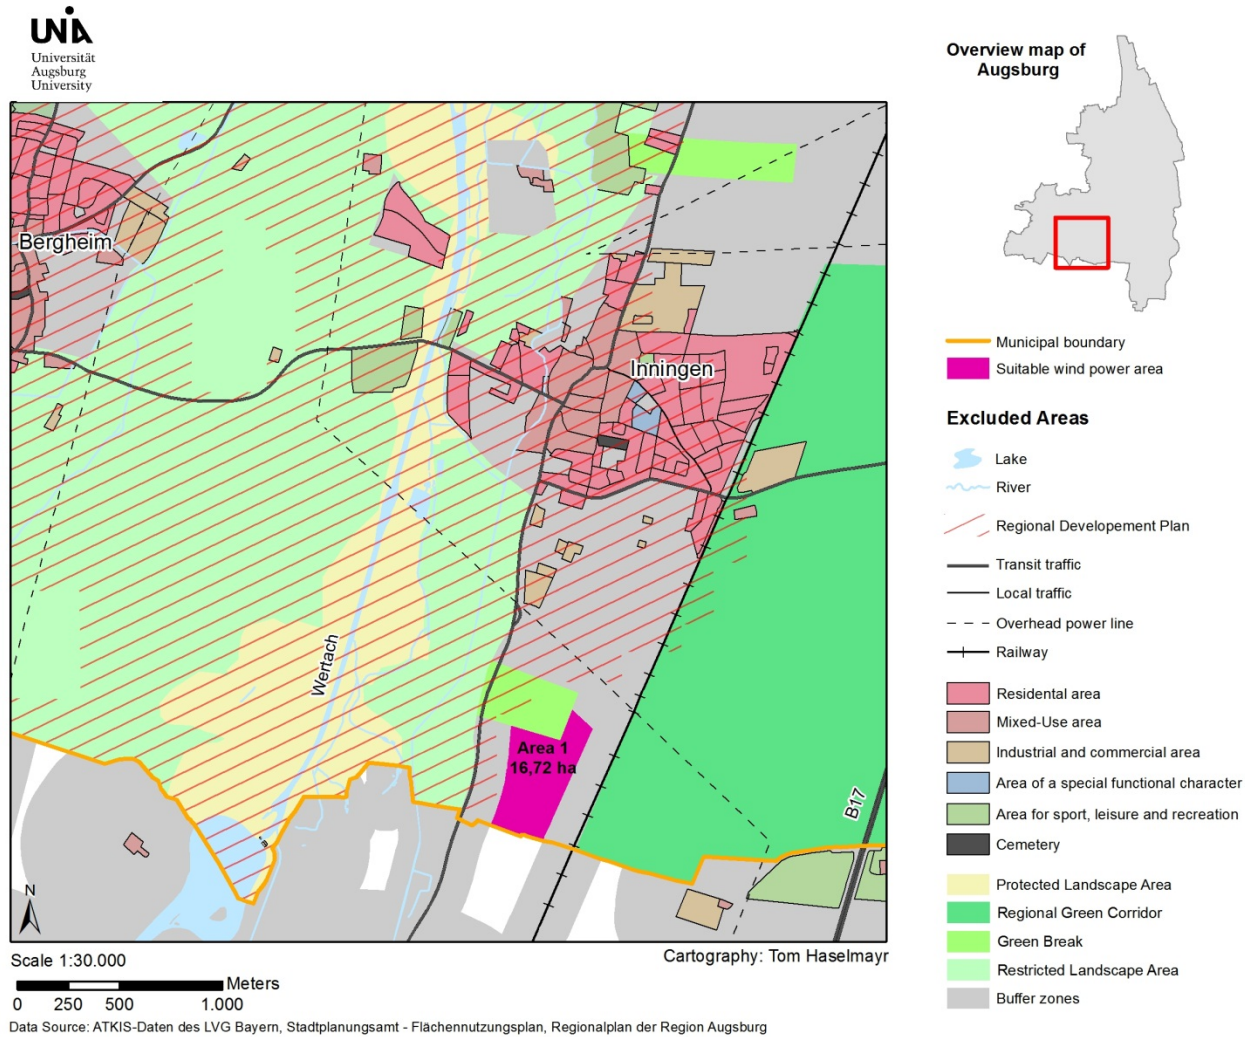 UNIA
Universität
Augsburg
University
Overview map of
Augsburg
Bergheim
Inningen
Wertach
Area 1
16,72 ha
B17
N
Municipal boundary
Suitable wind power area
Excluded Areas
Lake
River
Regional Developement Plan
Transit traffic
Local traffic
Overhead power line
Railway
Residental area
Mixed-Use area
Industrial and commercial area
Area of a special functional character
Area for sport, leisure and recreation
Cemetery
Protected Landscape Area
Regional Green Corridor
Green Break
Restricted Landscape Area
Buffer zones
Scale 1:30.000
Cartography: Tom Haselmayr
Meters
0 250 500 1.000
Data Source: ATKIS-Daten des LVG Bayern, Stadtplanungsamt - Flächennutzungsplan, Regionalplan der Region Augsburg